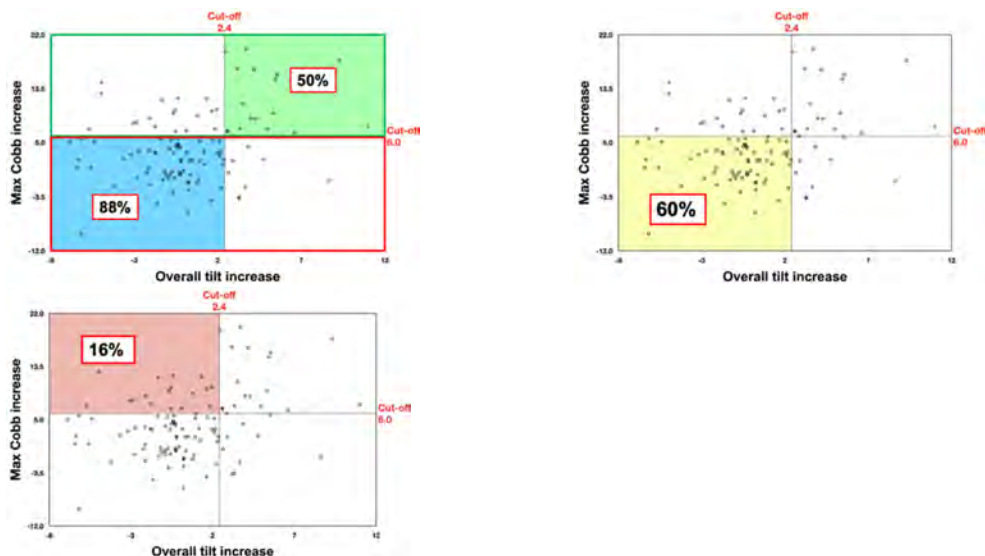 Cut-off
2.4
22.0
50%
13.5
Max Cobb increase
Cut-off
6.0
5.0
88%
-3.5
-12.0
-8 -3 2 7 12
Overall tilt increase
Cut-off
2.4
22.0
13.5
Max Cobb increase
Cut-off
6.0
5.0
60%
-3.5
-12.0
-8 -3 2 7 12
Overall tilt increase
Cut-off
2.4
22.0
16%
13.5
Max Cobb increase
Cut-off
6.0
5.0
-3.5
-12.0
-8 -3 2 7 12
Overall tilt increase